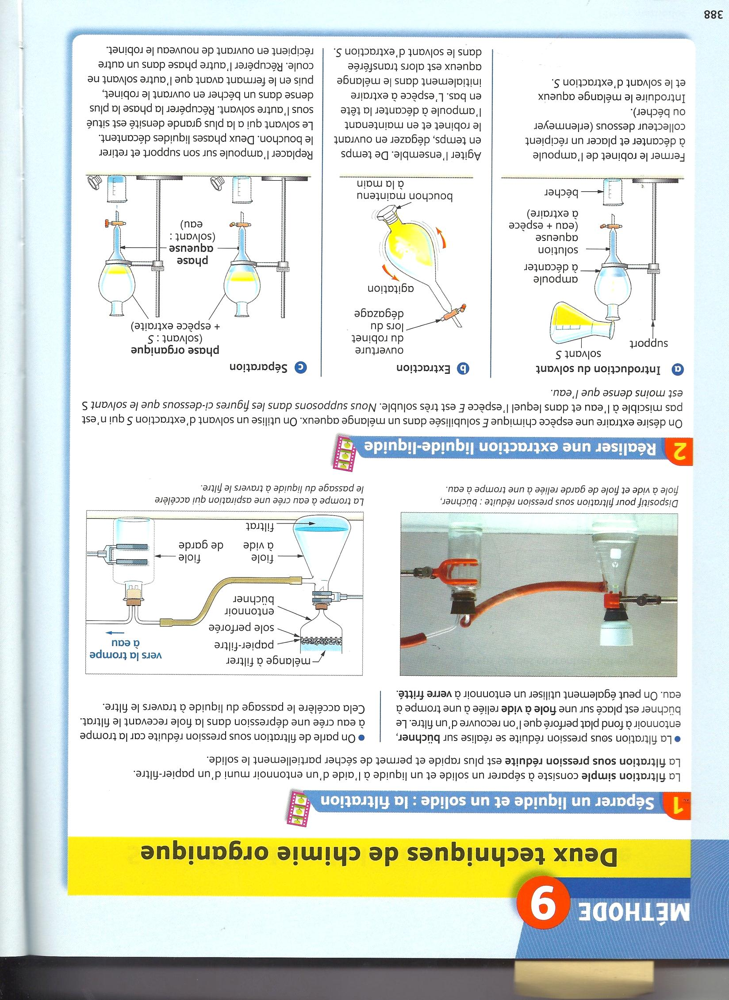 MÉTHODE 9
Deux techniques de chimie organique
1 Séparer un liquide et un solide : la filtration
La filtration simple consiste à séparer un solide et un liquide à l'aide d'un entonnoir muni d'un papier-filtre.
La filtration sous pression réduite est plus rapide et permet de sécher partiellement le solide.
• La filtration sous pression réduite se réalise sur büchner,
entonnoir à fond plat perforé que l'on recouvre d'un filtre. Le
büchner est placé sur une fiole à vide reliée à une trompe à
eau. On peut également utiliser un entonnoir à verre fritté.
• On parle de filtration sous pression réduite car la trompe
à eau crée une dépression dans la fiole recevant le filtrat.
Cela accélère le passage du liquide à travers le filtre.
mélange à filtrer
papier-filtre
sole perforée
entonnoir
büchner
fiole
à vide
filtrat
vers la trompe
à eau
fiole
de garde
Dispositif pour filtration sous pression réduite : büchner,
fiole à vide et fiole de garde reliée à une trompe à eau.
La trompe à eau crée une aspiration qui accélère
le passage du liquide à travers le filtre.
2 Réaliser une extraction liquide-liquide
On désire extraire une espèce chimique E solubilisée dans un mélange aqueux. On utilise un solvant d'extraction S qui n'est
pas miscible à l'eau et dans lequel l'espèce E est très soluble. Nous supposons dans les figures ci-dessous que le solvant S
est moins dense que l'eau.
a Introduction du solvant
solvant S
support
ampoule
à décanter
solution
aqueuse
(eau + espèce
à extraire)
bécher
Fermer le robinet de l'ampoule
à décanter et placer un récipient
collecteur dessous (erlenmeyer
ou bécher).
Introduire le mélange aqueux
et le solvant d'extraction S.
b Extraction
ouverture
du robinet
lors du
dégazage
agitation
bouchon maintenu
à la main
Agiter l'ensemble. De temps
en temps, dégazer en ouvrant
le robinet et en maintenant
l'ampoule à décanter la tête
en bas. L'espèce à extraire
initialement dans le mélange
aqueux est alors transférée
dans le solvant d'extraction S.
c Séparation
phase organique
(solvant : S
+ espèce extraite)
phase
aqueuse
(solvant :
eau)
Replacer l'ampoule sur son support et retirer
le bouchon. Deux phases liquides décantent.
Le solvant qui a la plus grande densité est situé
sous l'autre solvant. Récupérer la phase la plus
dense dans un bécher en ouvrant le robinet,
puis en le fermant avant que l'autre solvant ne
coule. Récupérer l'autre phase dans un autre
récipient en ouvrant de nouveau le robinet.
388